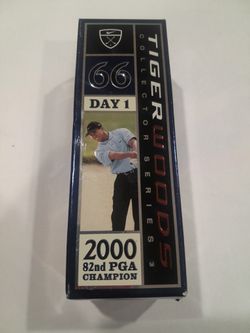 66
DAY 1
2000
82nd PGA
CHAMPION
TIGER WOODS
COLLECTOR SERIES